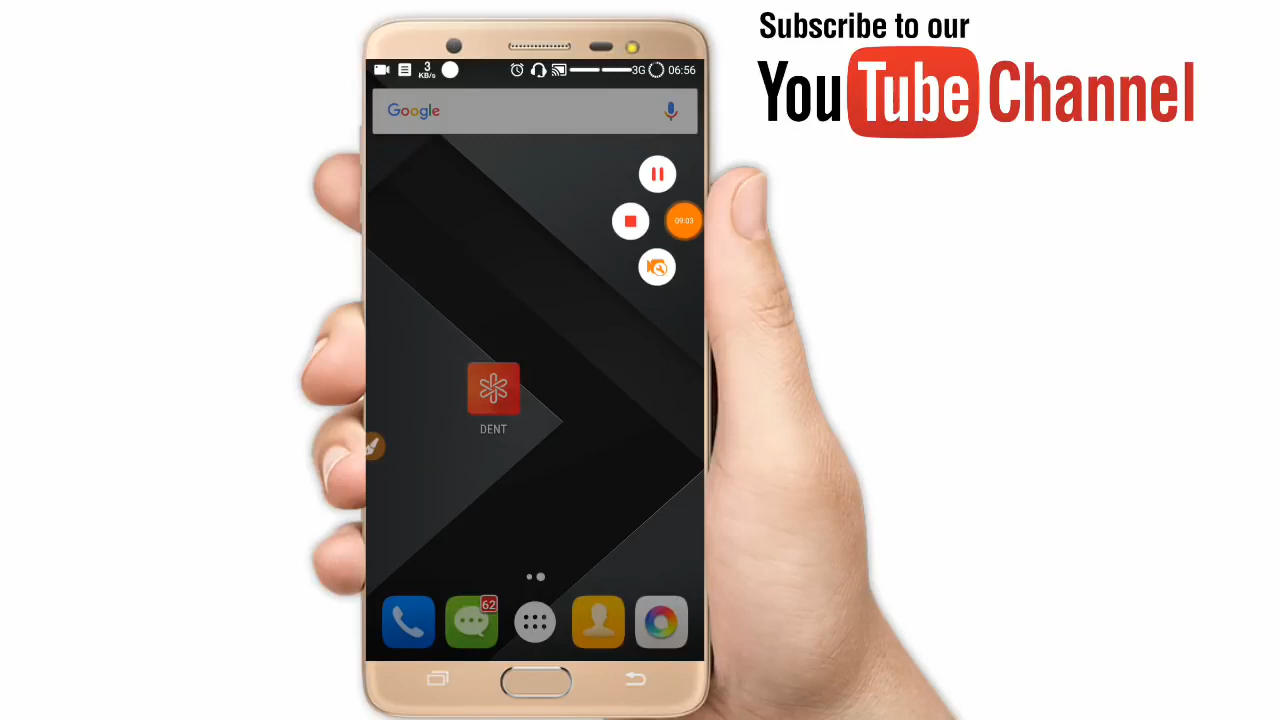 Subscribe to our
YouTube Channel
3
KB/s
3G
06:56
Google
09:03
DENT
62